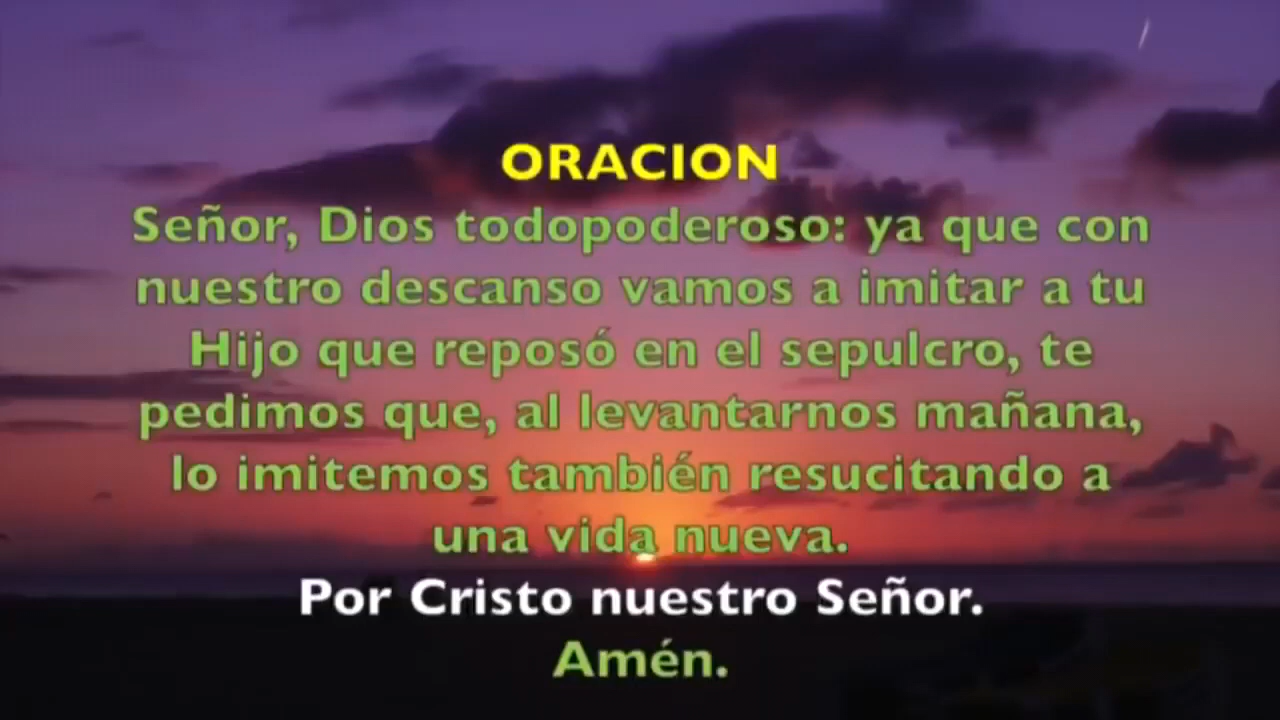 ORACION
Señor, Dios todopoderoso: ya que con
nuestro descanso vamos a imitar a tu
Hijo que reposó en el sepulcro, te
pedimos que, al levantarnos mañana,
lo imitemos también resucitando a
una vida nueva.
Por Cristo nuestro Señor.
Amén.